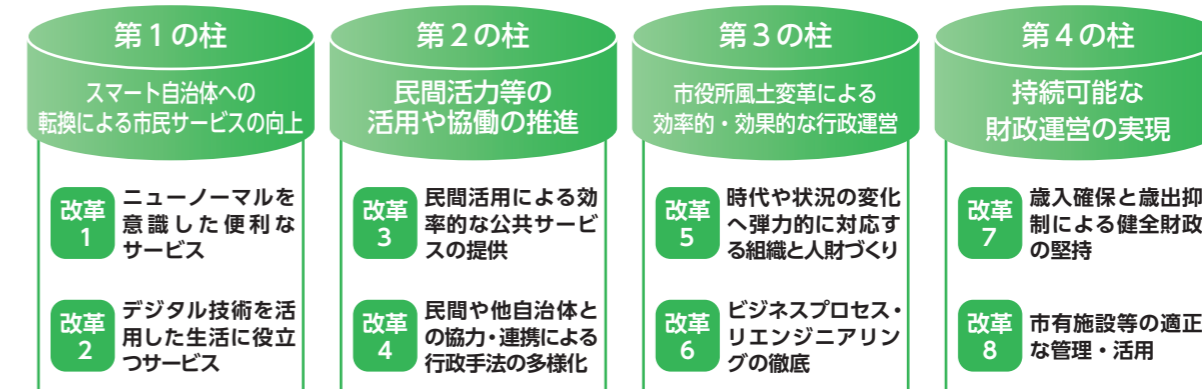 第1の柱
スマート自治体への
転換による市民サービスの向上
改革
1
ニューノーマルを
意識した便利な
サービス
改革
2
デジタル技術を活
用した生活に役立
つサービス
第2の柱
民間活力等の
活用や協働の推進
改革
3
民間活用による効
率的な公共サービ
スの提供
改革
4
民間や他自治体と
の協力・連携による
行政手法の多様化
第3の柱
市役所風土変革による
効率的・効果的な行政運営
改革
5
時代や状況の変化
へ弾力的に対応す
る組織と人財づくり
改革
6
ビジネスプロセス・
リエンジニアリン
グの徹底
第4の柱
持続可能な
財政運営の実現
改革
7
歳入確保と歳出抑
制による健全財政
の堅持
改革
8
市有施設等の適正
な管理・活用